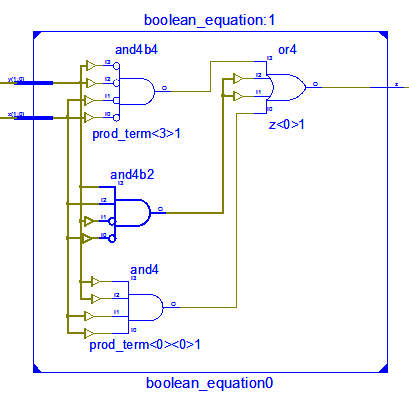 boolean_equation:1
and4b4
or4
y(1:0)
x(1:0)
I3
I2
I1
I0
O
prod_term<3>1
I3
I2
I1
I0
O
z
z<0>1
and4b2
I3
I2
I1
I0
O
and4
I3
I2
I1
I0
O
prod_term<0><0>1
boolean_equation0